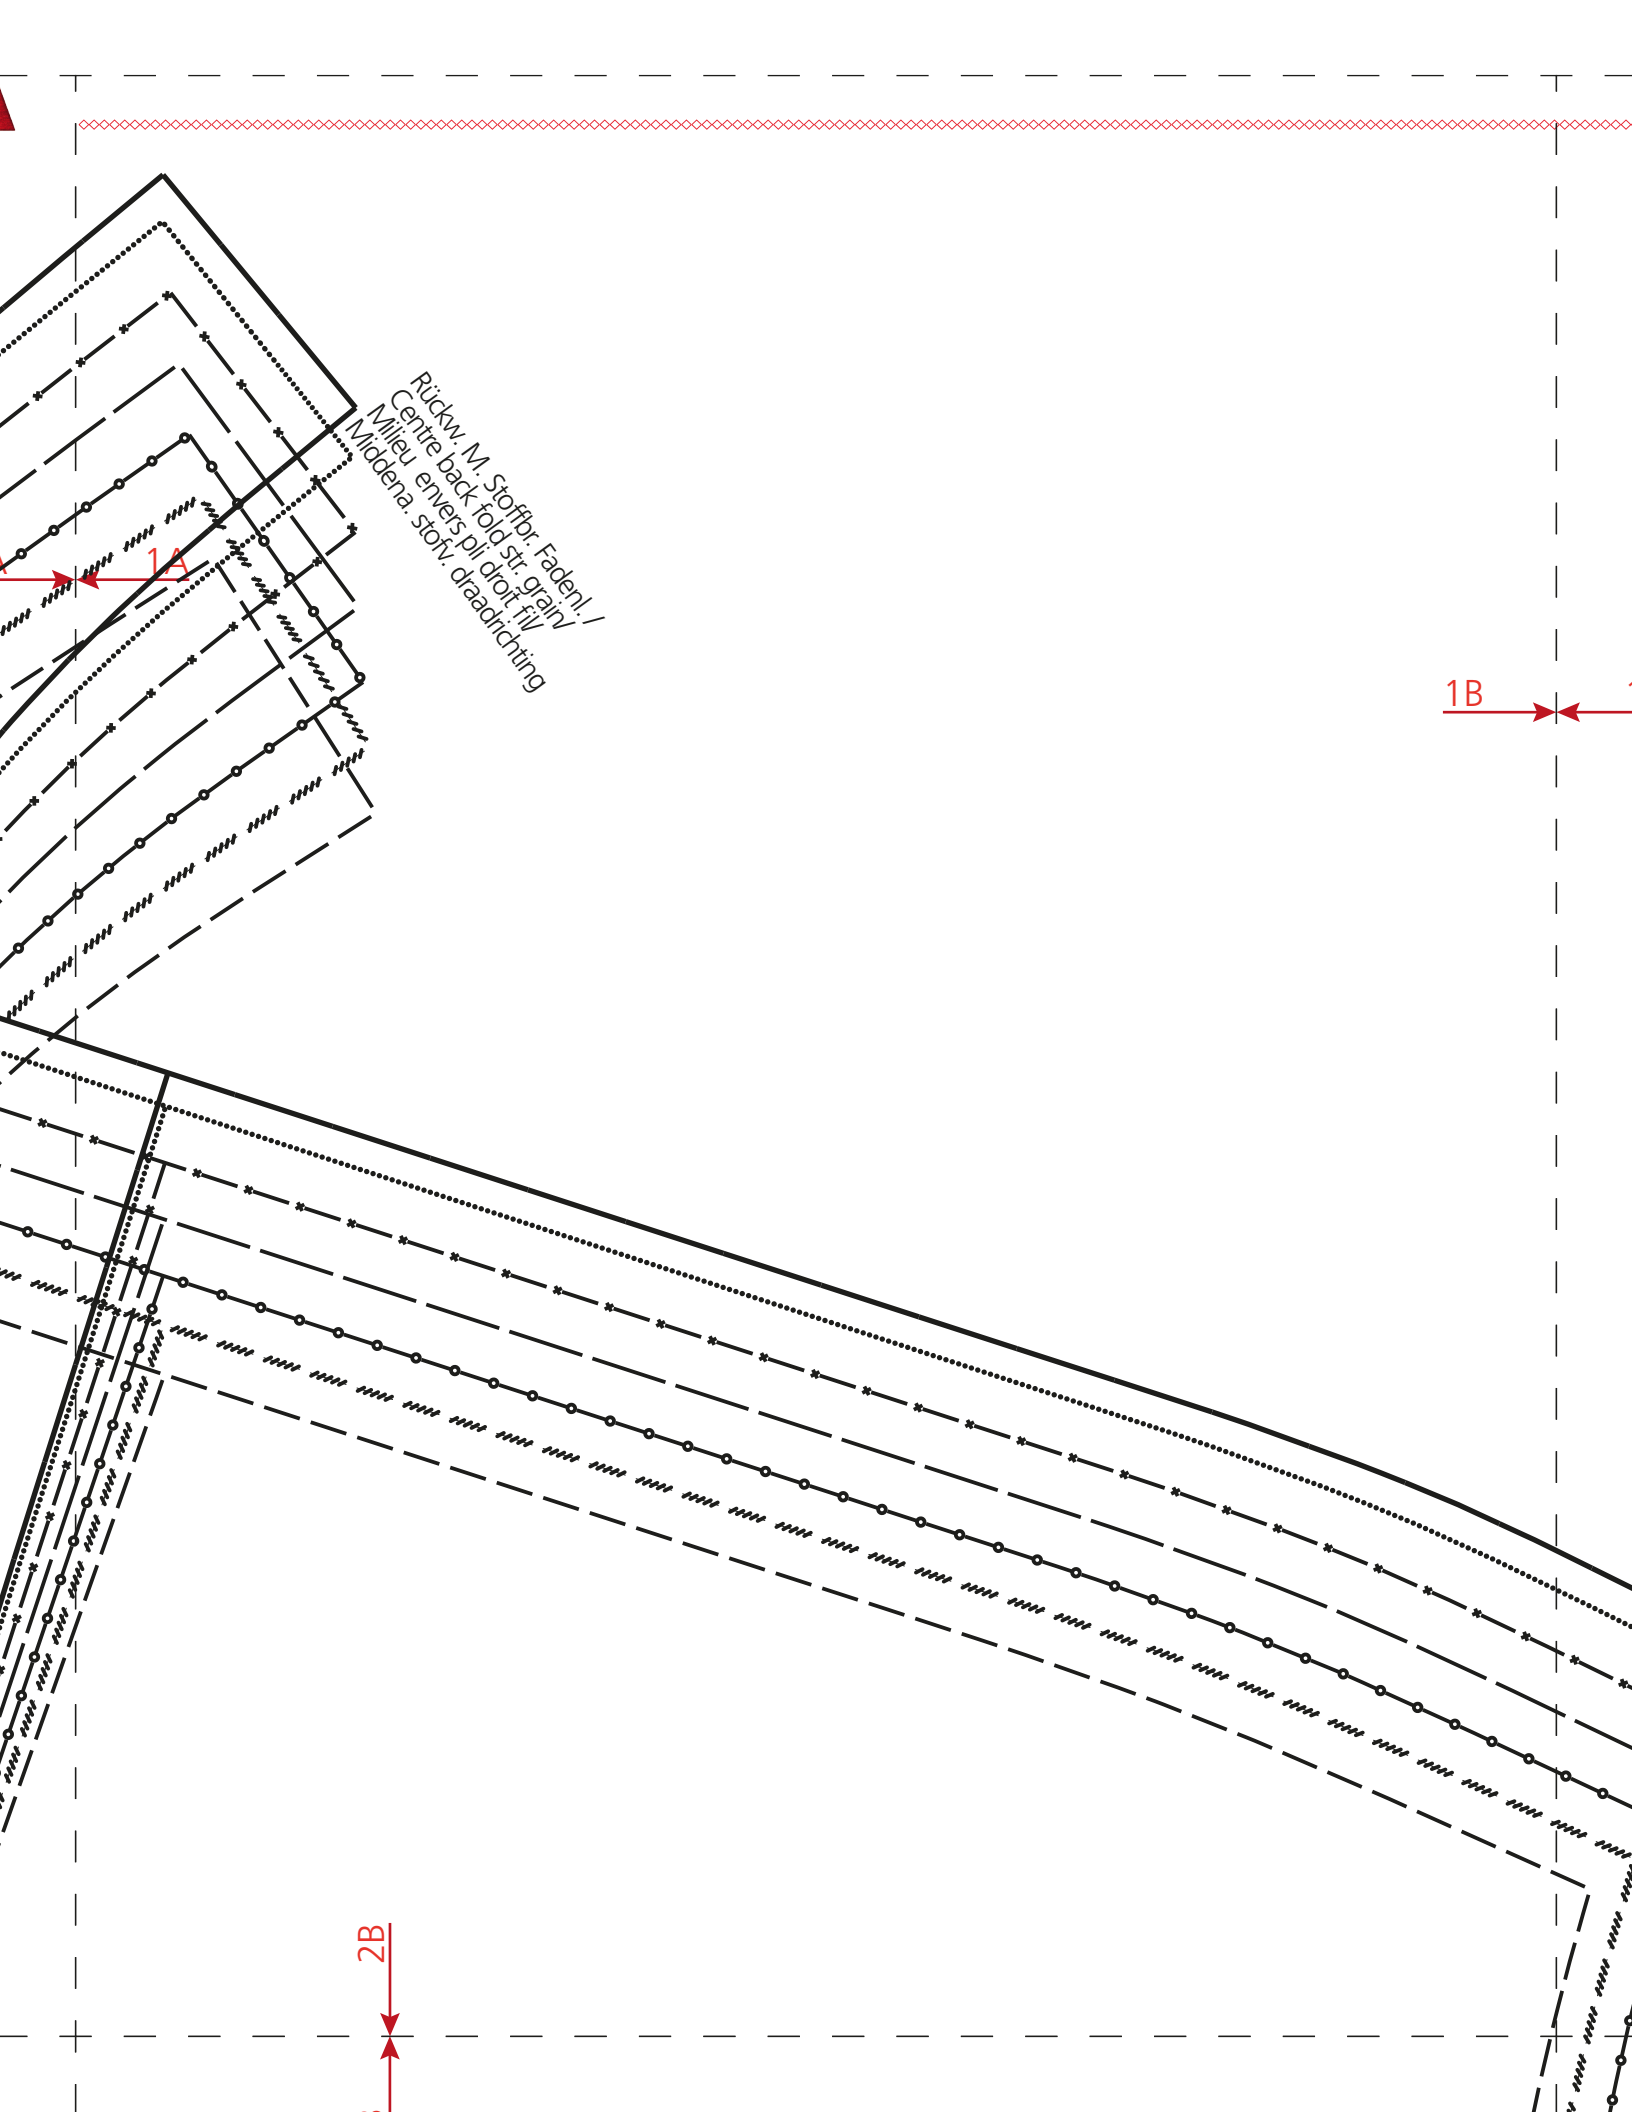 1A
Rückw. M. Stoffbr. Fadenl. /
Centre back fold str. grain/
Milieu envers pli droit fil/
Middena. stofv. draadrichting
1B
2B